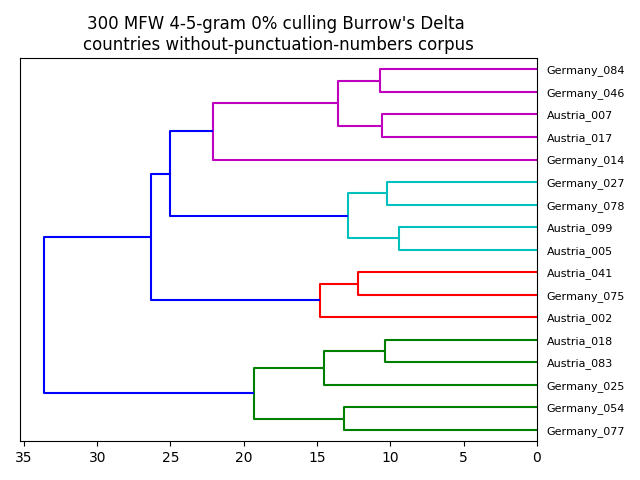 300 MFW 4-5-gram 0% culling Burrow's Delta
countries without-punctuation-numbers corpus
Germany_084
Germany_046
Austria_007
Austria_017
Germany_014
Germany_027
Germany_078
Austria_099
Austria_005
Austria_041
Germany_075
Austria_002
Austria_018
Austria_083
Germany_025
Germany_054
Germany_077
35 30 25 20 15 10 5 0